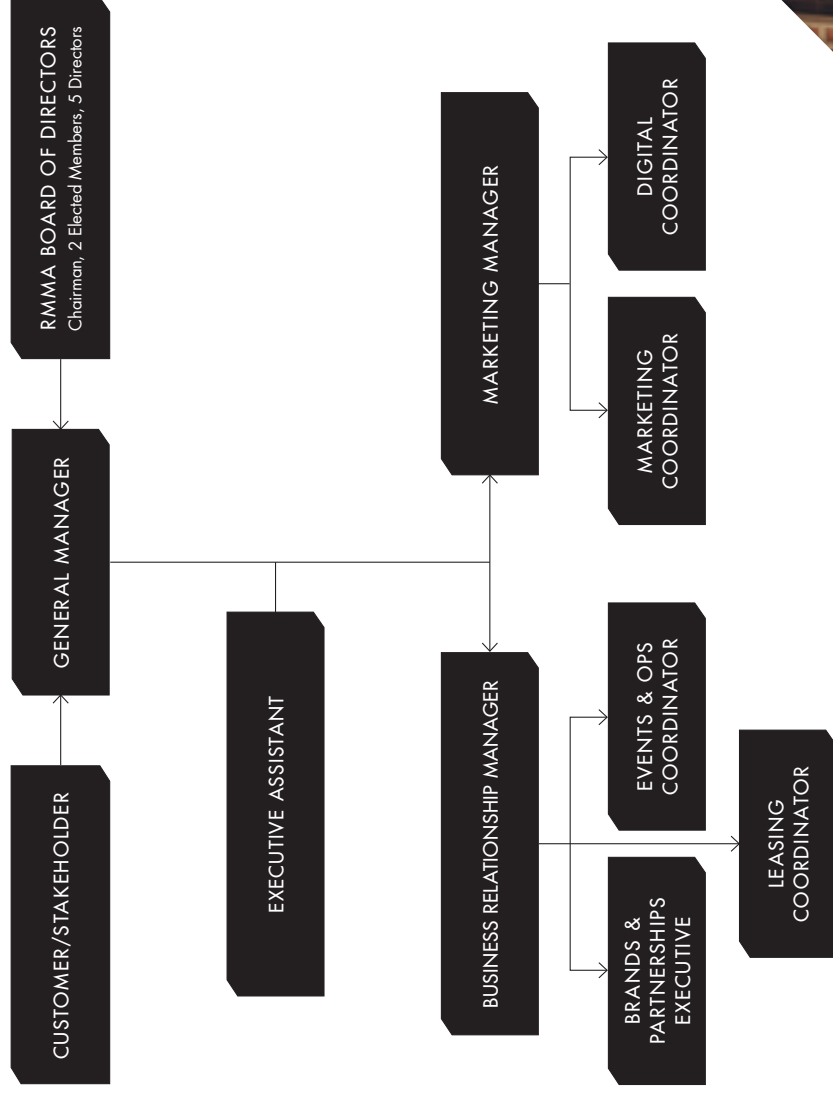 CUSTOMER/STAKEHOLDER
GENERAL MANAGER
RMMA BOARD OF DIRECTORS
Chairman, 2 Elected Members, 5 Directors
EXECUTIVE ASSISTANT
BUSINESS RELATIONSHIP MANAGER
MARKETING MANAGER
BRANDS &
PARTNERSHIPS
EXECUTIVE
EVENTS & OPS
COORDINATOR
MARKETING
COORDINATOR
DIGITAL
COORDINATOR
LEASING
COORDINATOR